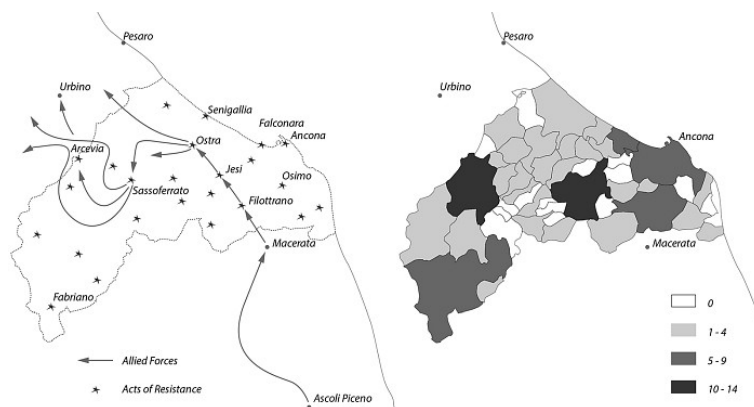 Pesaro
Urbino
Senigallia
Falconara
Ancona
Ostra
Arcevia
Jesi
Sassoferrato
Osimo
Filottrano
Macerata
Fabriano
Allied Forces
Acts of Resistance
Ascoli Piceno
Pesaro
Urbino
Ancona
Macerata
0
1 - 4
5 - 9
10 - 14